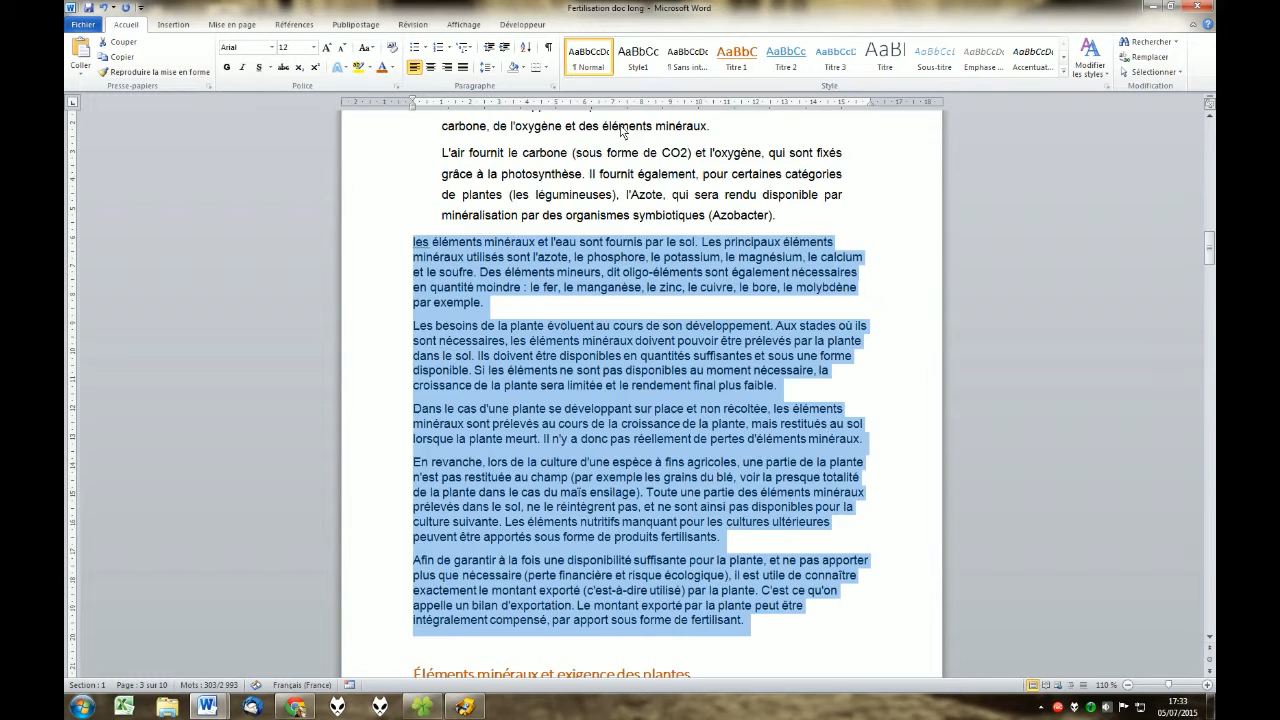 Fertilisation doc long - Microsoft Word
Fichier Accueil Insertion Mise en page Références Publipostage Révision Affichage Développeur
Coller
Couper
Copier
Reproduire la mise en forme
Presse-papiers
Arial 12
Police
Paragraphe
AaBbCcDc AaBbCc AaBbCcDc AaBbC AaBbCc AaBbCcI AaBl AaBbCcI AaBbCcDc AaBbCcDc
¶ Normal Style1 ¶ Sans int... Titre 1 Titre 2 Titre 3 Titre Sous-titre Emphase ... Accentuat...
Style
Modifier
les styles
Rechercher
Remplacer
Sélectionner
Modification
carbone, de l'oxygène et des éléments minéraux.
L'air fournit le carbone (sous forme de CO2) et l'oxygène, qui sont fixés
grâce à la photosynthèse. Il fournit également, pour certaines catégories
de plantes (les légumineuses), l'Azote, qui sera rendu disponible par
minéralisation par des organismes symbiotiques (Azobacter).
les éléments minéraux et l'eau sont fournis par le sol. Les principaux éléments
minéraux utilisés sont l'azote, le phosphore, le potassium, le magnésium, le calcium
et le soufre. Des éléments mineurs, dit oligo-éléments sont également nécessaires
en quantité moindre : le fer, le manganèse, le zinc, le cuivre, le bore, le molybdène
par exemple.
Les besoins de la plante évoluent au cours de son développement. Aux stades où ils
sont nécessaires, les éléments minéraux doivent pouvoir être prélevés par la plante
dans le sol. Ils doivent être disponibles en quantités suffisantes et sous une forme
disponible. Si les éléments ne sont pas disponibles au moment nécessaire, la
croissance de la plante sera limitée et le rendement final plus faible.
Dans le cas d'une plante se développant sur place et non récoltée, les éléments
minéraux sont prélevés au cours de la croissance de la plante, mais restitués au sol
lorsque la plante meurt. Il n'y a donc pas réellement de pertes d'éléments minéraux.
En revanche, lors de la culture d'une espèce à fins agricoles, une partie de la plante
n'est pas restituée au champ (par exemple les grains du blé, voir la presque totalité
de la plante dans le cas du maïs ensilage). Toute une partie des éléments minéraux
prélevés dans le sol, ne le réintègrent pas, et ne sont ainsi pas disponibles pour la
culture suivante. Les éléments nutritifs manquant pour les cultures ultérieures
peuvent être apportés sous forme de produits fertilisants.
Afin de garantir à la fois une disponibilité suffisante pour la plante, et ne pas apporter
plus que nécessaire (perte financière et risque écologique), il est utile de connaître
exactement le montant exporté (c'est-à-dire utilisé) par la plante. C'est ce qu'on
appelle un bilan d'exportation. Le montant exporté par la plante peut être
intégralement compensé, par apport sous forme de fertilisant.
Éléments minéraux et exigence des plantes
Section : 1 Page : 3 sur 10 Mots : 303/2 993 Français (France) 110 %
17:33
05/07/2015